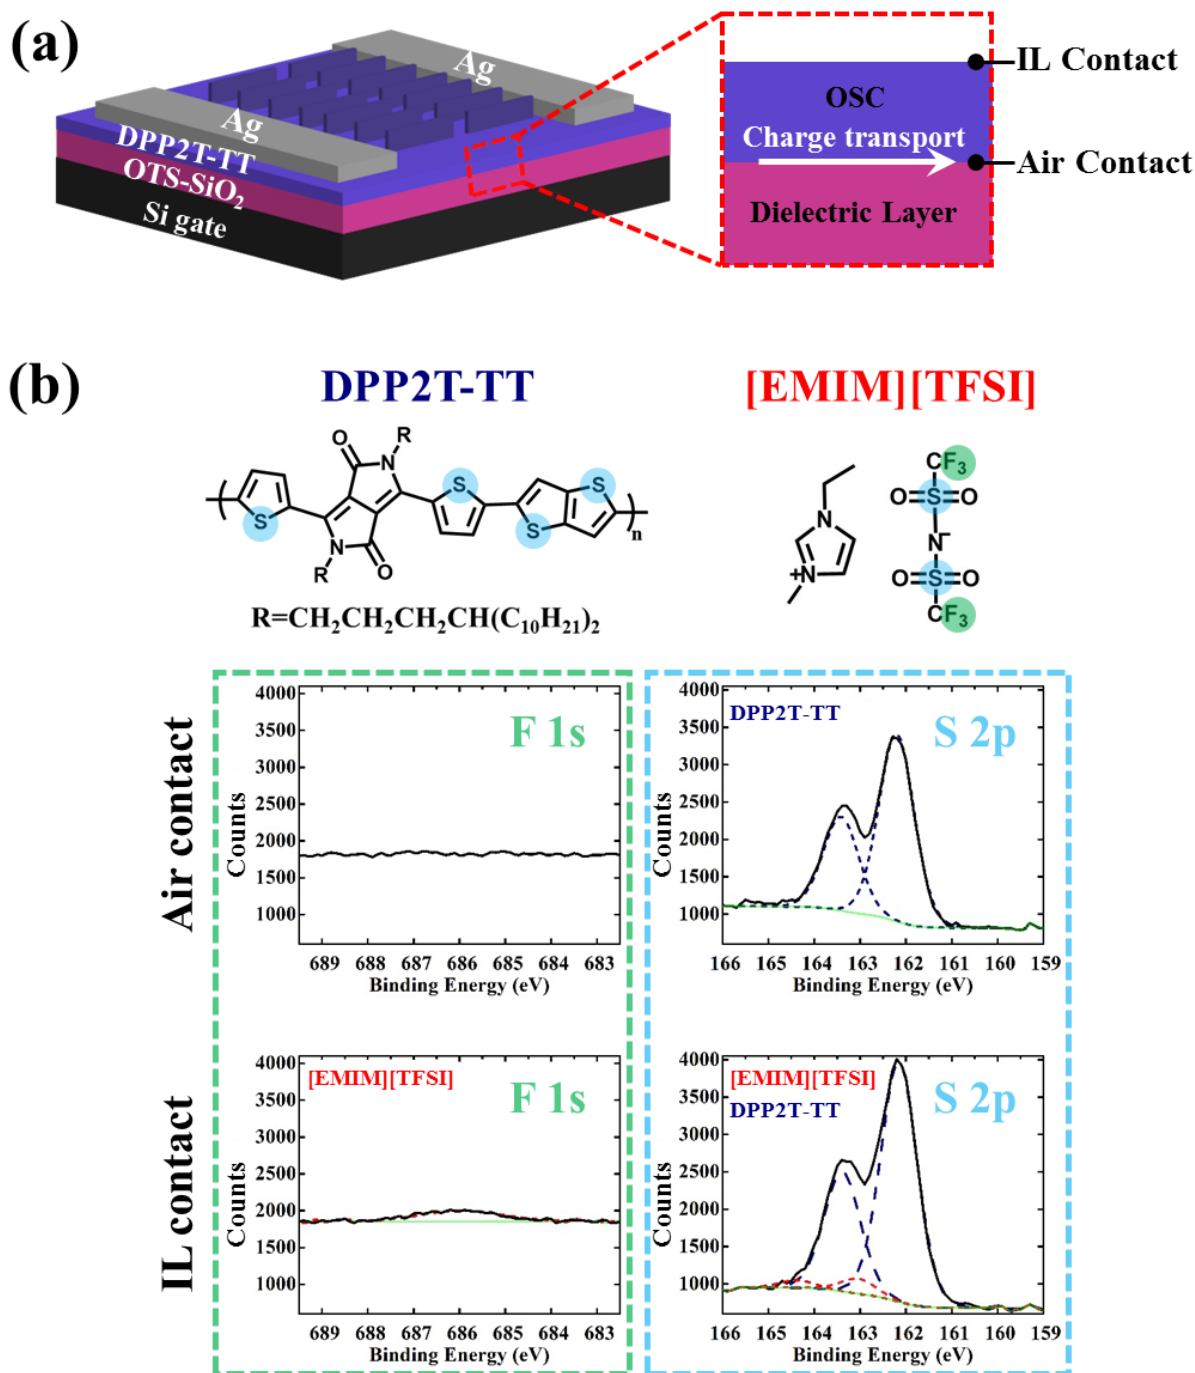 (a)
Ag
Ag
DPP2T-TT
OTS-SiO2
Si gate
OSC
Charge transport
Dielectric Layer
IL Contact
Air Contact
(b)
DPP2T-TT
[EMIM][TFSI]
O
R
N
S
S
S
S
N
R
O
n
R=CH2CH2CH2CH(C10H21)2
N
N
+
CF3
O=S=O
N-
O=S=O
CF3
Air contact
F 1s
Counts
4000
3500
3000
2500
2000
1500
1000
689 688 687 686 685 684 683
Binding Energy (eV)
DPP2T-TT
S 2p
Counts
4000
3500
3000
2500
2000
1500
1000
166 165 164 163 162 161 160 159
Binding Energy (eV)
IL contact
[EMIM][TFSI]
F 1s
Counts
4000
3500
3000
2500
2000
1500
1000
689 688 687 686 685 684 683
Binding Energy (eV)
[EMIM][TFSI]
DPP2T-TT
S 2p
Counts
4000
3500
3000
2500
2000
1500
1000
166 165 164 163 162 161 160 159
Binding Energy (eV)